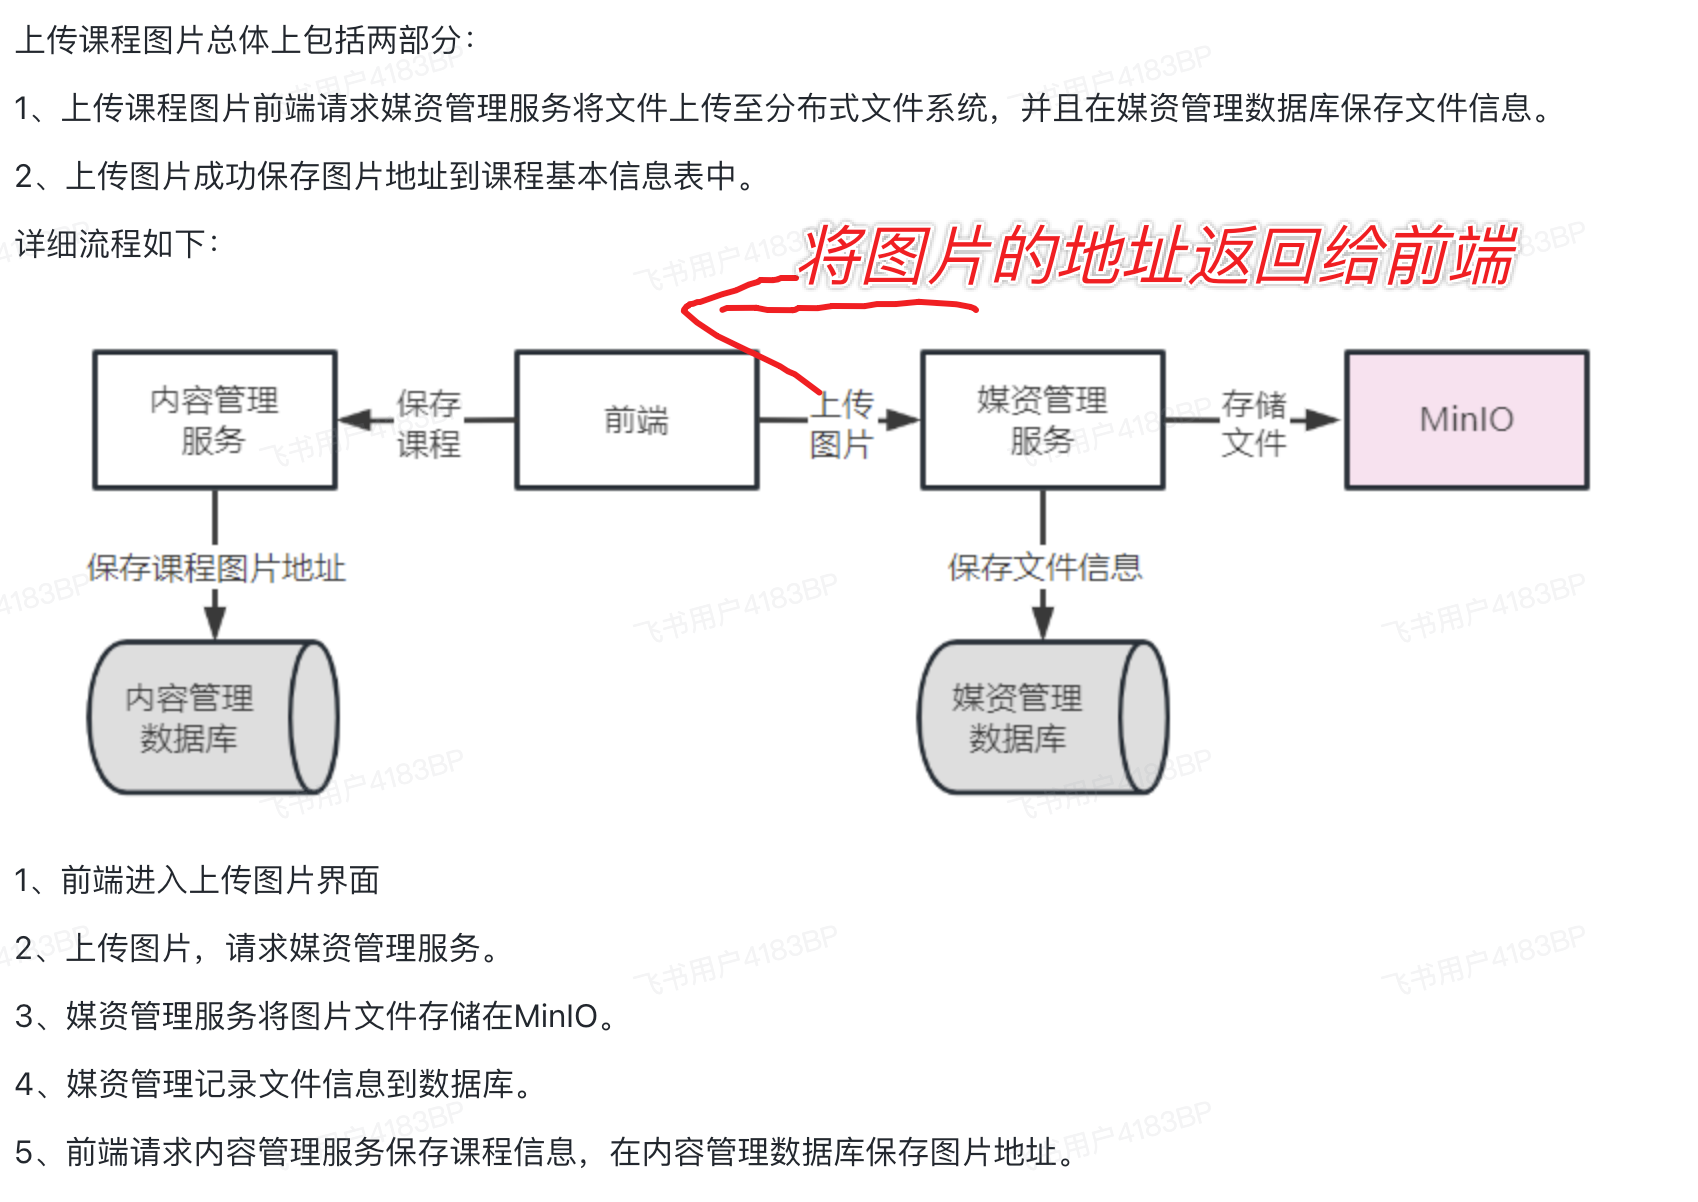 上传课程图片总体上包括两部分：
1、上传课程图片前端请求媒资管理服务将文件上传至分布式文件系统，并且在媒资管理数据库保存文件信息。
2、上传图片成功保存图片地址到课程基本信息表中。
详细流程如下：
将图片的地址返回给前端
内容管理
服务
保存
课程
前端
上传
图片
媒资管理
服务
存储
文件
MinIO
保存课程图片地址
保存文件信息
内容管理
数据库
媒资管理
数据库
1、前端进入上传图片界面
2、上传图片，请求媒资管理服务。
3、媒资管理服务将图片文件存储在MinIO。
4、媒资管理记录文件信息到数据库。
5、前端请求内容管理服务保存课程信息，在内容管理数据库保存图片地址。
飞书用户4183BP